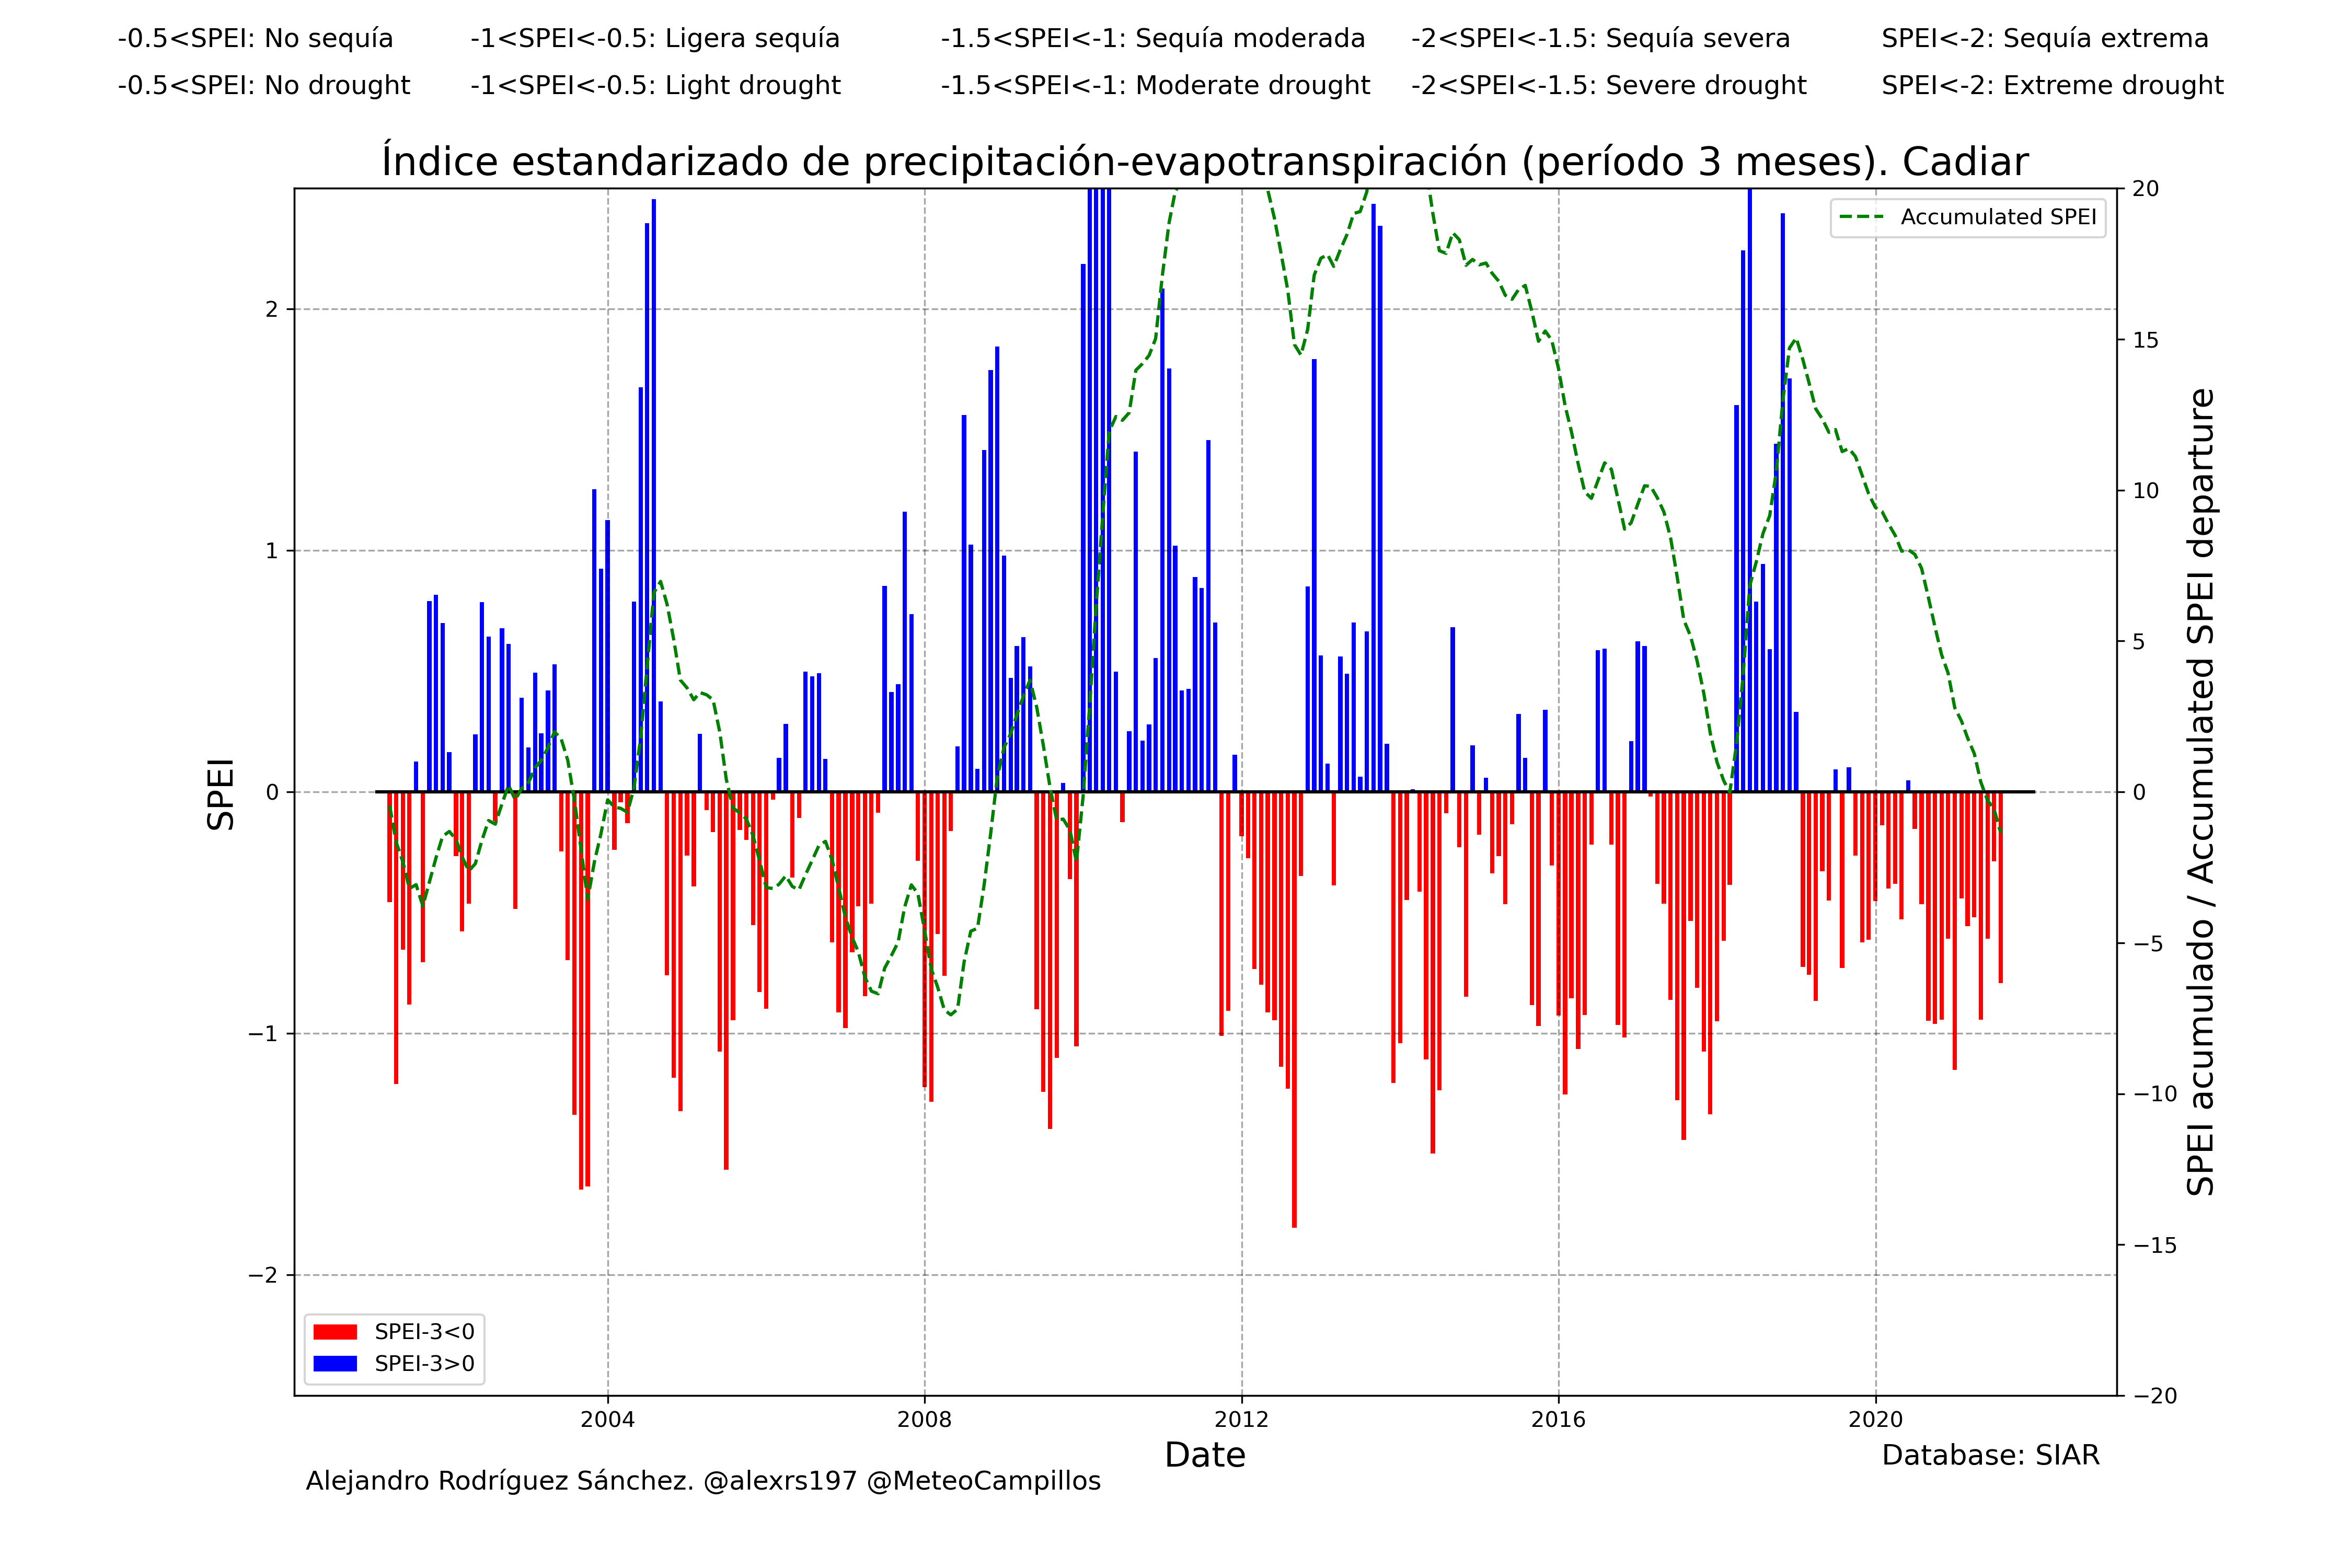 -0.5<SPEI: No sequía -1<SPEI<-0.5: Ligera sequía -1.5<SPEI<-1: Sequía moderada -2<SPEI<-1.5: Sequía severa SPEI<-2: Sequía extrema
-0.5<SPEI: No drought -1<SPEI<-0.5: Light drought -1.5<SPEI<-1: Moderate drought -2<SPEI<-1.5: Severe drought SPEI<-2: Extreme drought
Índice estandarizado de precipitación-evapotranspiración (período 3 meses). Cadiar
SPEI
2
1
0
−1
−2
Accumulated SPEI
20
15
10
5
0
−5
−10
−15
−20
SPEI acumulado / Accumulated SPEI departure
SPEI-3<0
SPEI-3>0
2004 2008 2012 2016 2020
Date
Database: SIAR
Alejandro Rodríguez Sánchez. @alexrs197 @MeteoCampillos